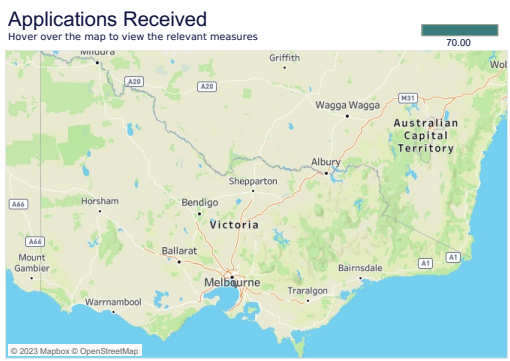 Applications Received
Hover over the map to view the relevant measures
70.00
Mildura
Griffith
Wol
A20
A20
Wagga Wagga
M31
Australian
Capital
Territory
Albury
Shepparton
A66
Horsham
Bendigo
Victoria
A66
Ballarat
Mount
Gambier
Melbourne
Bairnsdale
A1
A1
Traralgon
Warrnambool
© 2023 Mapbox © OpenStreetMap